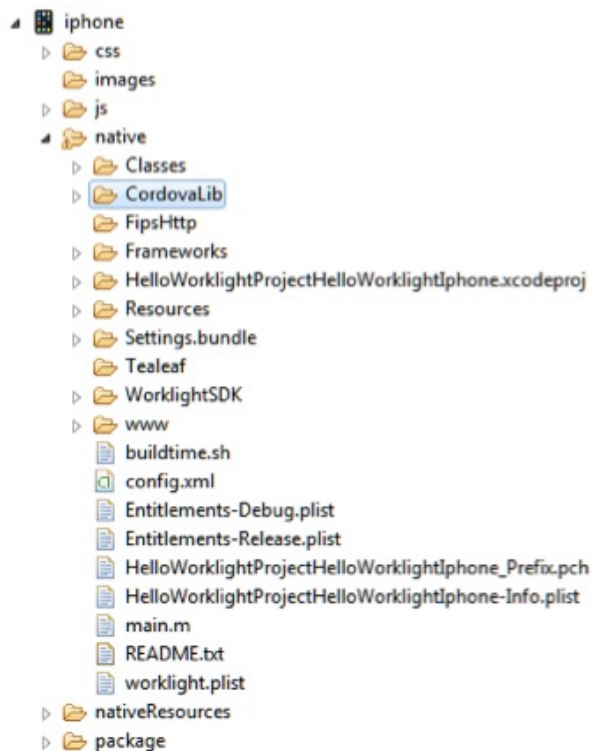 iphone
css
images
js
native
Classes
CordovaLib
FipsHttp
Frameworks
HelloWorklightProjectHelloWorklightIphone.xcodeproj
Resources
Settings.bundle
Tealeaf
WorklightSDK
www
buildtime.sh
config.xml
Entitlements-Debug.plist
Entitlements-Release.plist
HelloWorklightProjectHelloWorklightIphone_Prefix.pch
HelloWorklightProjectHelloWorklightIphone-Info.plist
main.m
README.txt
worklight.plist
nativeResources
package